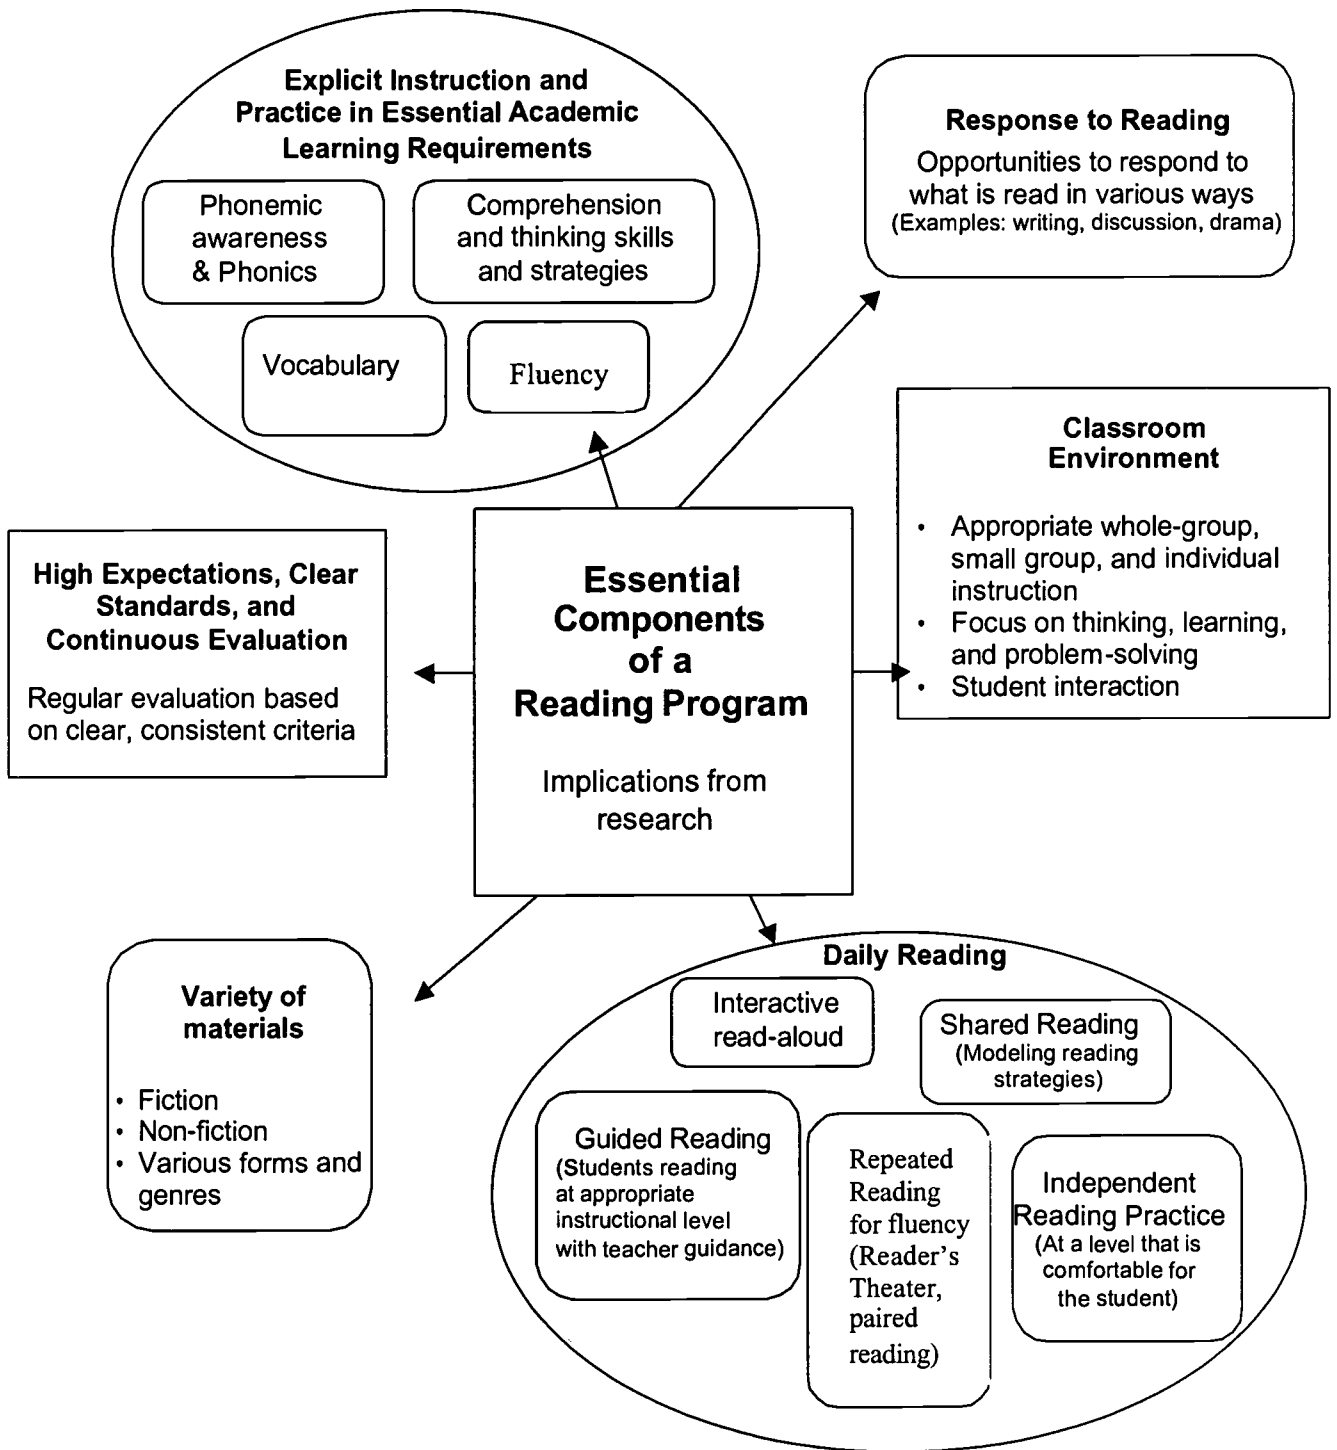 Explicit Instruction and
Practice in Essential Academic
Learning Requirements
Phonemic
awareness
& Phonics
Comprehension
and thinking skills
and strategies
Vocabulary
Fluency
Response to Reading
Opportunities to respond to
what is read in various ways
(Examples: writing, discussion, drama)
Classroom
Environment
• Appropriate whole-group,
small group, and individual
instruction
• Focus on thinking, learning,
and problem-solving
• Student interaction
High Expectations, Clear
Standards, and
Continuous Evaluation
Regular evaluation based
on clear, consistent criteria
Essential
Components
of a
Reading Program
Implications from
research
Variety of
materials
• Fiction
• Non-fiction
• Various forms and
genres
Daily Reading
Interactive
read-aloud
Shared Reading
(Modeling reading
strategies)
Guided Reading
(Students reading
at appropriate
instructional level
with teacher guidance)
Repeated
Reading
for fluency
(Reader's
Theater,
paired
reading)
Independent
Reading Practice
(At a level that is
comfortable for
the student)